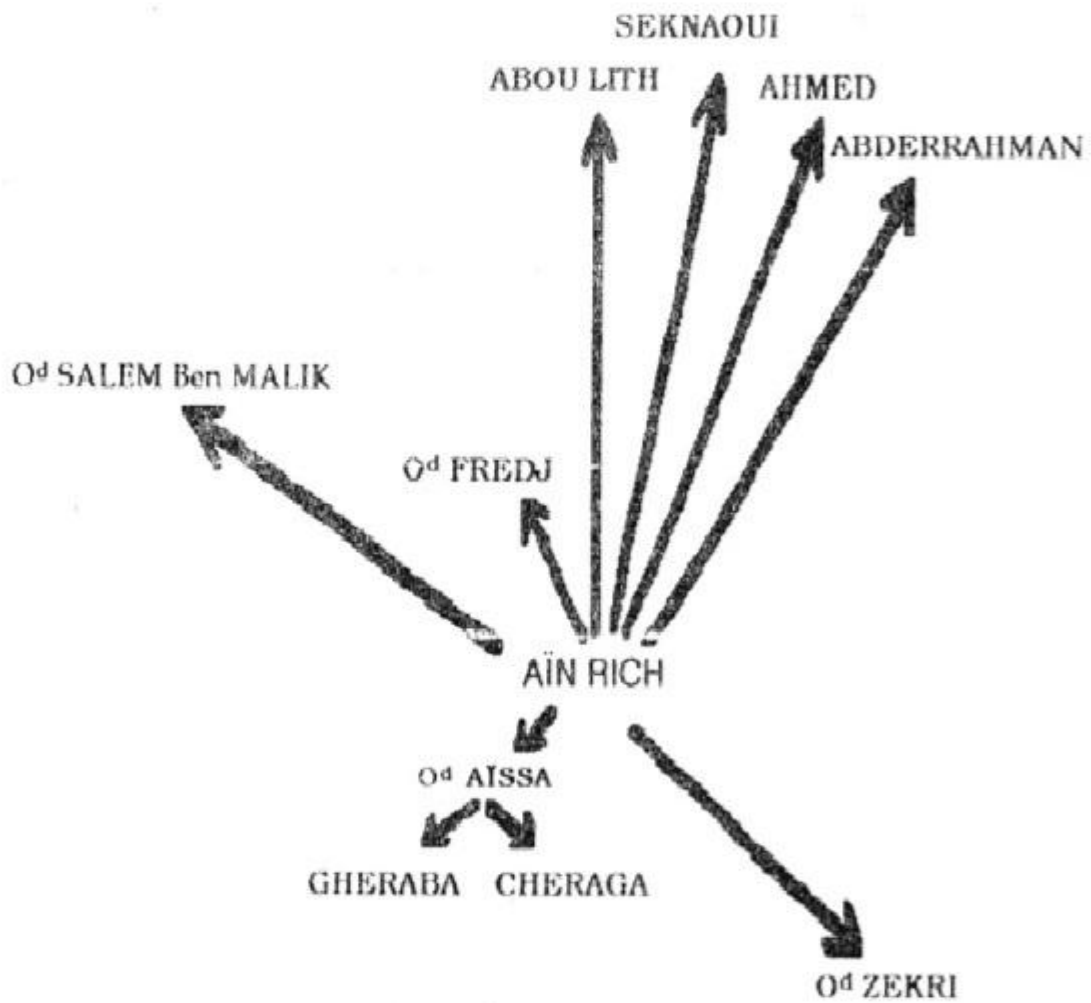 SEKNAOUI
ABOU LITH
AHMED
ABDERRAHMAN
Od SALEM Ben MALIK
Od FREDJ
AÏN RICH
Od AÏSSA
GHERABA CHERAGA
Od ZEKRI